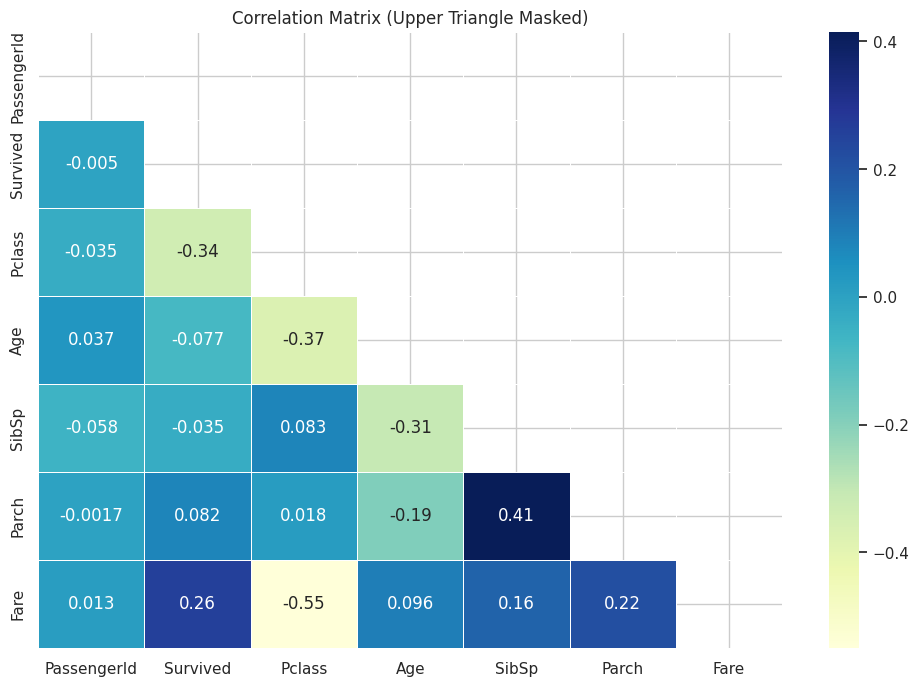 Correlation Matrix (Upper Triangle Masked)
PassengerId
Survived -0.005
Pclass -0.035 -0.34
Age 0.037 -0.077 -0.37
SibSp -0.058 -0.035 0.083 -0.31
Parch -0.0017 0.082 0.018 -0.19 0.41
Fare 0.013 0.26 -0.55 0.096 0.16 0.22
PassengerId Survived Pclass Age SibSp Parch Fare
0.4
0.2
0.0
−0.2
−0.4